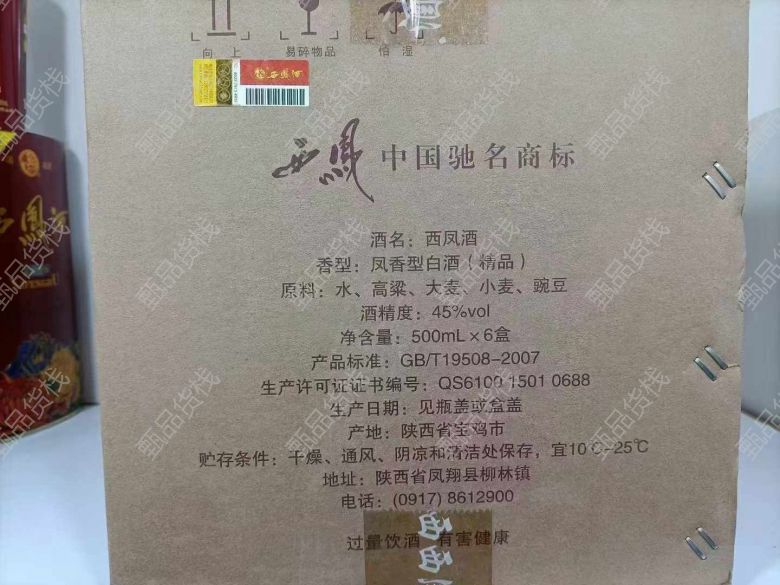 向上 易碎物品 怕湿
西凤 中国驰名商标
酒名：西凤酒
香型：凤香型白酒（精品）
原料：水、高粱、大麦、小麦、豌豆
酒精度：45%vol
净含量：500mL×6盒
产品标准：GB/T19508-2007
生产许可证证书编号：QS6100 1501 0688
生产日期：见瓶盖或盒盖
产地：陕西省宝鸡市
贮存条件：干燥、通风、阴凉和清洁处保存，宜10℃-25℃
地址：陕西省凤翔县柳林镇
电话：(0917) 8612900
过量饮酒 有害健康
甄品货栈